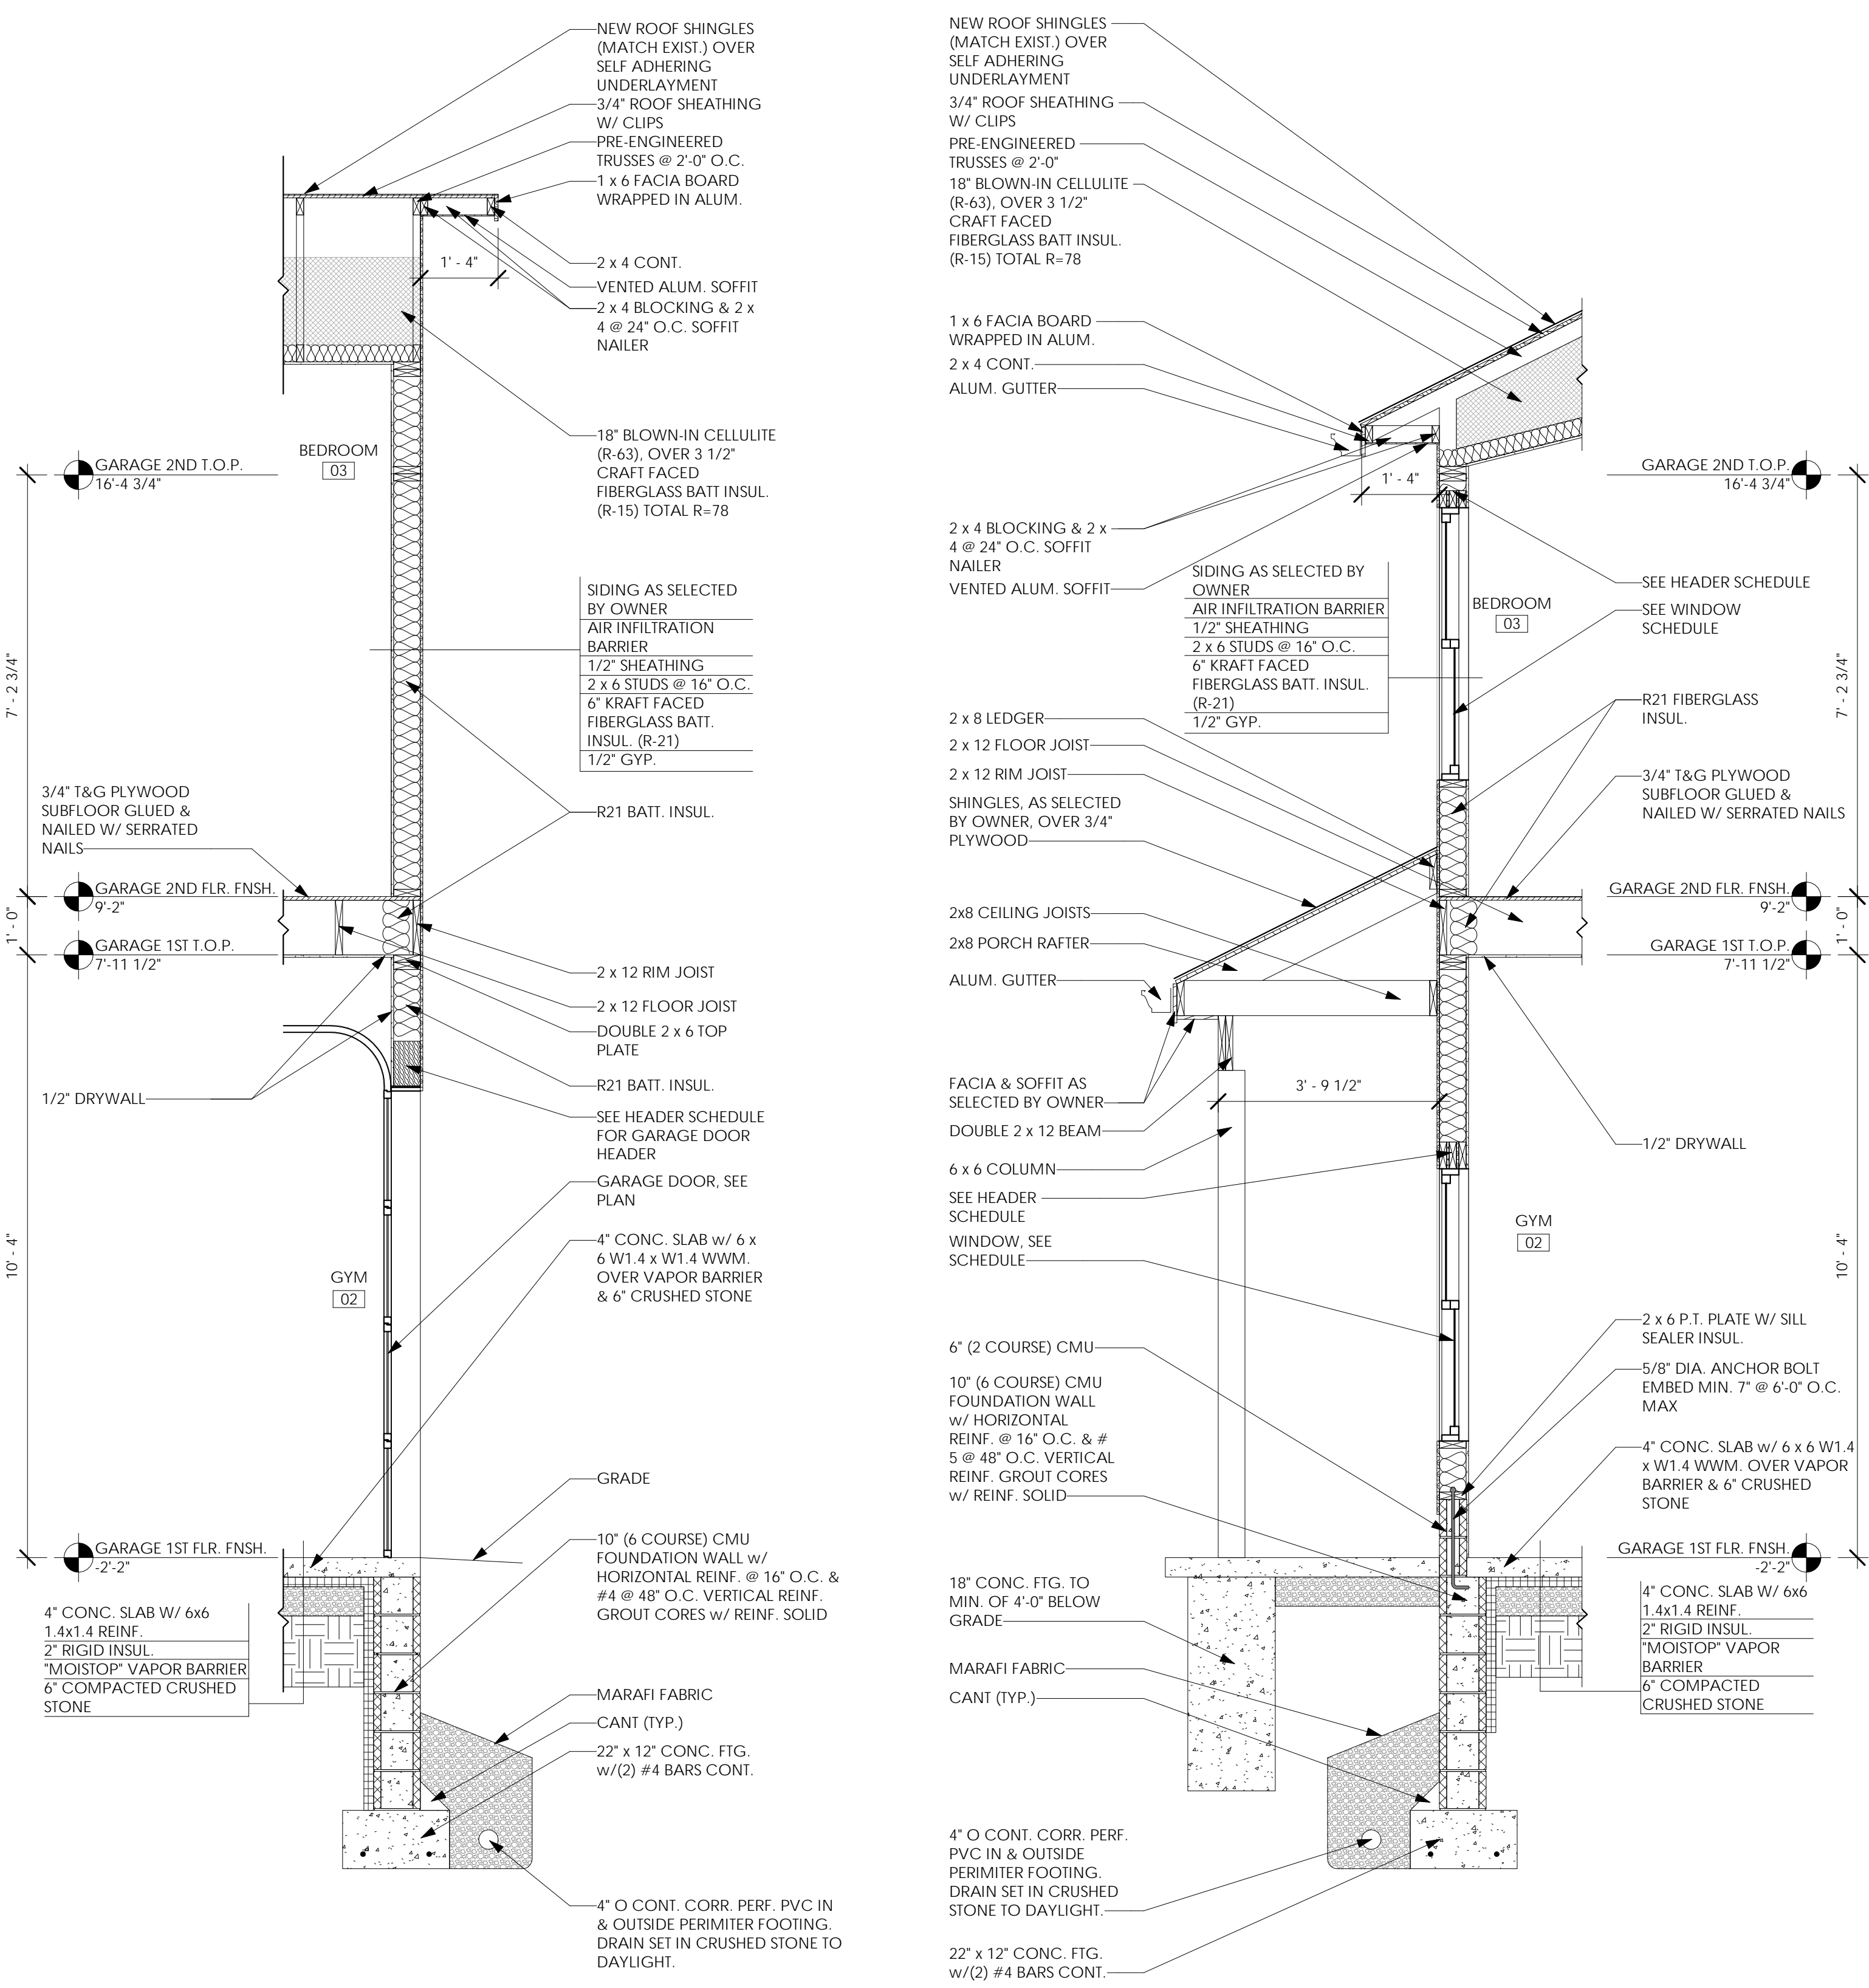 NEW ROOF SHINGLES
(MATCH EXIST.) OVER
SELF ADHERING
UNDERLAYMENT
3/4" ROOF SHEATHING
W/ CLIPS
PRE-ENGINEERED
TRUSSES @ 2'-0" O.C.
1 x 6 FACIA BOARD
WRAPPED IN ALUM.
1' - 4"
2 x 4 CONT.
VENTED ALUM. SOFFIT
2 x 4 BLOCKING & 2 x
4 @ 24" O.C. SOFFIT
NAILER
18" BLOWN-IN CELLULITE
(R-63), OVER 3 1/2"
CRAFT FACED
FIBERGLASS BATT INSUL.
(R-15) TOTAL R=78
BEDROOM
03
GARAGE 2ND T.O.P.
16'-4 3/4"
SIDING AS SELECTED
BY OWNER
AIR INFILTRATION
BARRIER
1/2" SHEATHING
2 x 6 STUDS @ 16" O.C.
6" KRAFT FACED
FIBERGLASS BATT.
INSUL. (R-21)
1/2" GYP.
7' - 2 3/4"
3/4" T&G PLYWOOD
SUBFLOOR GLUED &
NAILED W/ SERRATED
NAILS
R21 BATT. INSUL.
GARAGE 2ND FLR. FNSH.
9'-2"
1' - 0"
GARAGE 1ST T.O.P.
7'-11 1/2"
2 x 12 RIM JOIST
2 x 12 FLOOR JOIST
DOUBLE 2 x 6 TOP
PLATE
R21 BATT. INSUL.
1/2" DRYWALL
SEE HEADER SCHEDULE
FOR GARAGE DOOR
HEADER
GARAGE DOOR, SEE
PLAN
4" CONC. SLAB w/ 6 x
6 W1.4 x W1.4 WWM.
OVER VAPOR BARRIER
& 6" CRUSHED STONE
10' - 4"
GYM
02
GRADE
GARAGE 1ST FLR. FNSH.
-2'-2"
10" (6 COURSE) CMU
FOUNDATION WALL w/
HORIZONTAL REINF. @ 16" O.C. &
#4 @ 48" O.C. VERTICAL REINF.
GROUT CORES w/ REINF. SOLID
4" CONC. SLAB W/ 6x6
1.4x1.4 REINF.
2" RIGID INSUL.
"MOISTOP" VAPOR BARRIER
6" COMPACTED CRUSHED
STONE
MARAFI FABRIC
CANT (TYP.)
22" x 12" CONC. FTG.
w/(2) #4 BARS CONT.
4" O CONT. CORR. PERF. PVC IN
& OUTSIDE PERIMITER FOOTING.
DRAIN SET IN CRUSHED STONE TO
DAYLIGHT.
NEW ROOF SHINGLES
(MATCH EXIST.) OVER
SELF ADHERING
UNDERLAYMENT
3/4" ROOF SHEATHING
W/ CLIPS
PRE-ENGINEERED
TRUSSES @ 2'-0"
18" BLOWN-IN CELLULITE
(R-63), OVER 3 1/2"
CRAFT FACED
FIBERGLASS BATT INSUL.
(R-15) TOTAL R=78
1 x 6 FACIA BOARD
WRAPPED IN ALUM.
2 x 4 CONT.
ALUM. GUTTER
1' - 4"
GARAGE 2ND T.O.P.
16'-4 3/4"
2 x 4 BLOCKING & 2 x
4 @ 24" O.C. SOFFIT
NAILER
VENTED ALUM. SOFFIT
SIDING AS SELECTED BY
OWNER
AIR INFILTRATION BARRIER
1/2" SHEATHING
2 x 6 STUDS @ 16" O.C.
6" KRAFT FACED
FIBERGLASS BATT. INSUL.
(R-21)
1/2" GYP.
BEDROOM
03
SEE HEADER SCHEDULE
SEE WINDOW
SCHEDULE
7' - 2 3/4"
R21 FIBERGLASS
INSUL.
3/4" T&G PLYWOOD
SUBFLOOR GLUED &
NAILED W/ SERRATED NAILS
2 x 8 LEDGER
2 x 12 FLOOR JOIST
2 x 12 RIM JOIST
SHINGLES, AS SELECTED
BY OWNER, OVER 3/4"
PLYWOOD
GARAGE 2ND FLR. FNSH.
9'-2"
1' - 0"
GARAGE 1ST T.O.P.
7'-11 1/2"
2x8 CEILING JOISTS
2x8 PORCH RAFTER
ALUM. GUTTER
FACIA & SOFFIT AS
SELECTED BY OWNER
3' - 9 1/2"
DOUBLE 2 x 12 BEAM
1/2" DRYWALL
6 x 6 COLUMN
SEE HEADER
SCHEDULE
WINDOW, SEE
SCHEDULE
GYM
02
10' - 4"
6" (2 COURSE) CMU
10" (6 COURSE) CMU
FOUNDATION WALL
w/ HORIZONTAL
REINF. @ 16" O.C. & #
5 @ 48" O.C. VERTICAL
REINF. GROUT CORES
w/ REINF. SOLID
2 x 6 P.T. PLATE W/ SILL
SEALER INSUL.
5/8" DIA. ANCHOR BOLT
EMBED MIN. 7" @ 6'-0" O.C.
MAX
4" CONC. SLAB w/ 6 x 6 W1.4
x W1.4 WWM. OVER VAPOR
BARRIER & 6" CRUSHED
STONE
GARAGE 1ST FLR. FNSH.
-2'-2"
18" CONC. FTG. TO
MIN. OF 4'-0" BELOW
GRADE
MARAFI FABRIC
CANT (TYP.)
4" CONC. SLAB W/ 6x6
1.4x1.4 REINF.
2" RIGID INSUL.
"MOISTOP" VAPOR
BARRIER
6" COMPACTED
CRUSHED STONE
4" O CONT. CORR. PERF.
PVC IN & OUTSIDE
PERIMITER FOOTING.
DRAIN SET IN CRUSHED
STONE TO DAYLIGHT.
22" x 12" CONC. FTG.
w/(2) #4 BARS CONT.